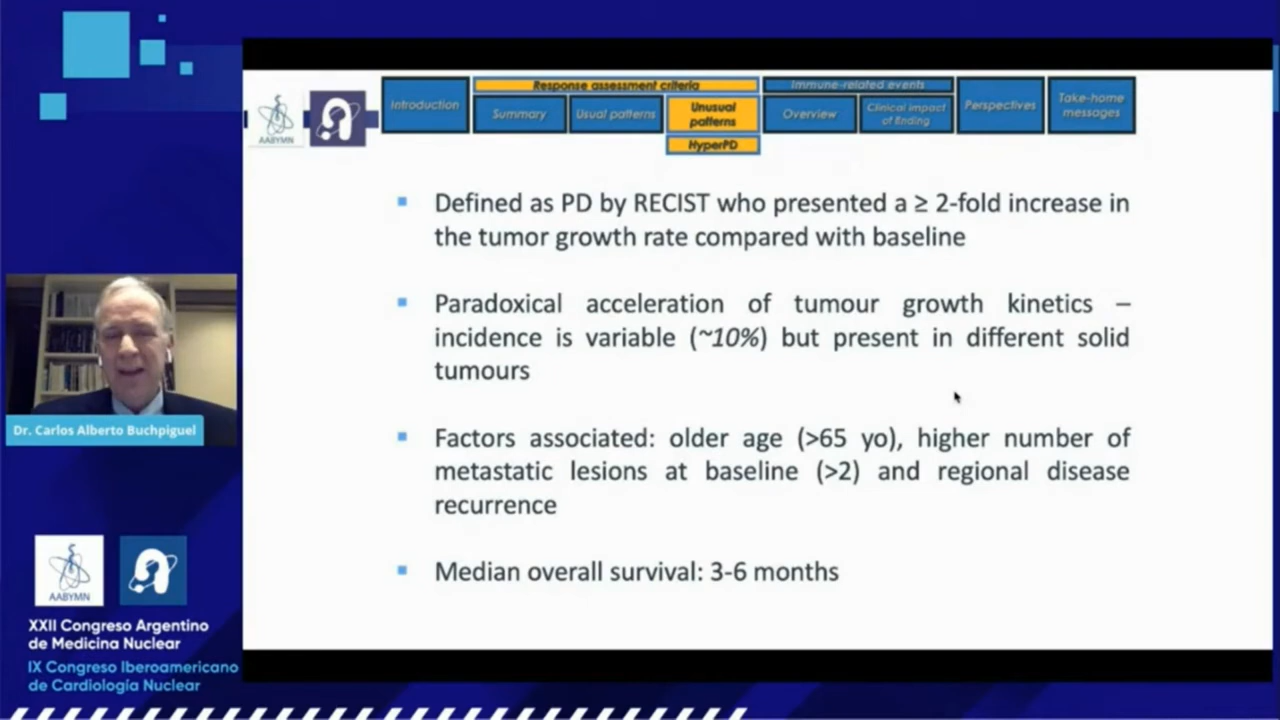 Introduction
Response assessment criteria
Summary
Usual patterns
Unusual
patterns
HyperPD
Immune-related events
Overview
Clinical impact
of finding
Perspectives
Take-home
messages
AABYMN
▪ Defined as PD by RECIST who presented a ≥ 2-fold increase in
the tumor growth rate compared with baseline
▪ Paradoxical acceleration of tumour growth kinetics –
incidence is variable (~10%) but present in different solid
tumours
▪ Factors associated: older age (>65 yo), higher number of
metastatic lesions at baseline (>2) and regional disease
recurrence
▪ Median overall survival: 3-6 months
Dr. Carlos Alberto Buchpiguel
AABYMN
XXII Congreso Argentino
de Medicina Nuclear
IX Congreso Iberoamericano
de Cardiología Nuclear